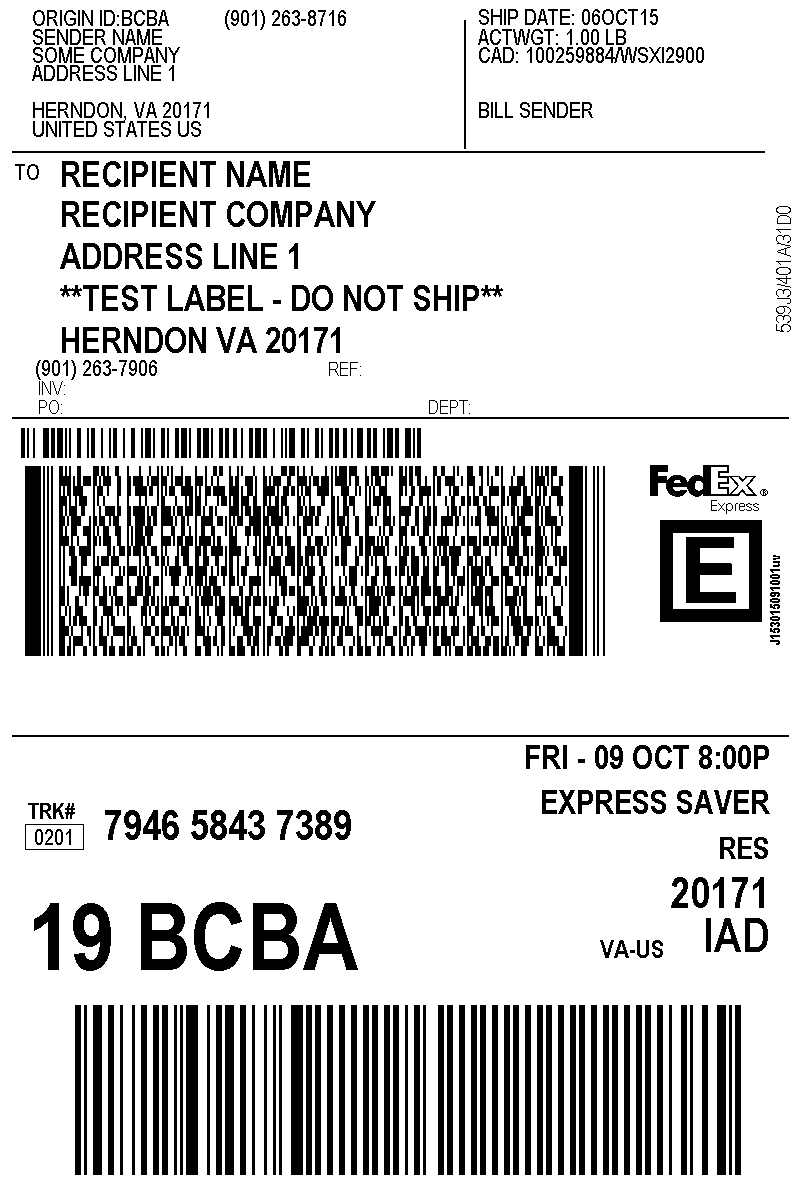 ORIGIN ID:BCBA (901) 263-8716
SENDER NAME
SOME COMPANY
ADDRESS LINE 1
HERNDON, VA 20171
UNITED STATES US
SHIP DATE: 06OCT15
ACTWGT: 1.00 LB
CAD: 100259884/WSXI2900
BILL SENDER
TO RECIPIENT NAME
RECIPIENT COMPANY
ADDRESS LINE 1
**TEST LABEL - DO NOT SHIP**
HERNDON VA 20171
(901) 263-7906 REF:
INV:
PO: DEPT:
539J3/401A/31D0
FedEx®
Express
E
J153015091001uv
FRI - 09 OCT 8:00P
EXPRESS SAVER
TRK#
0201
7946 5843 7389
RES
20171
19 BCBA
VA-US IAD